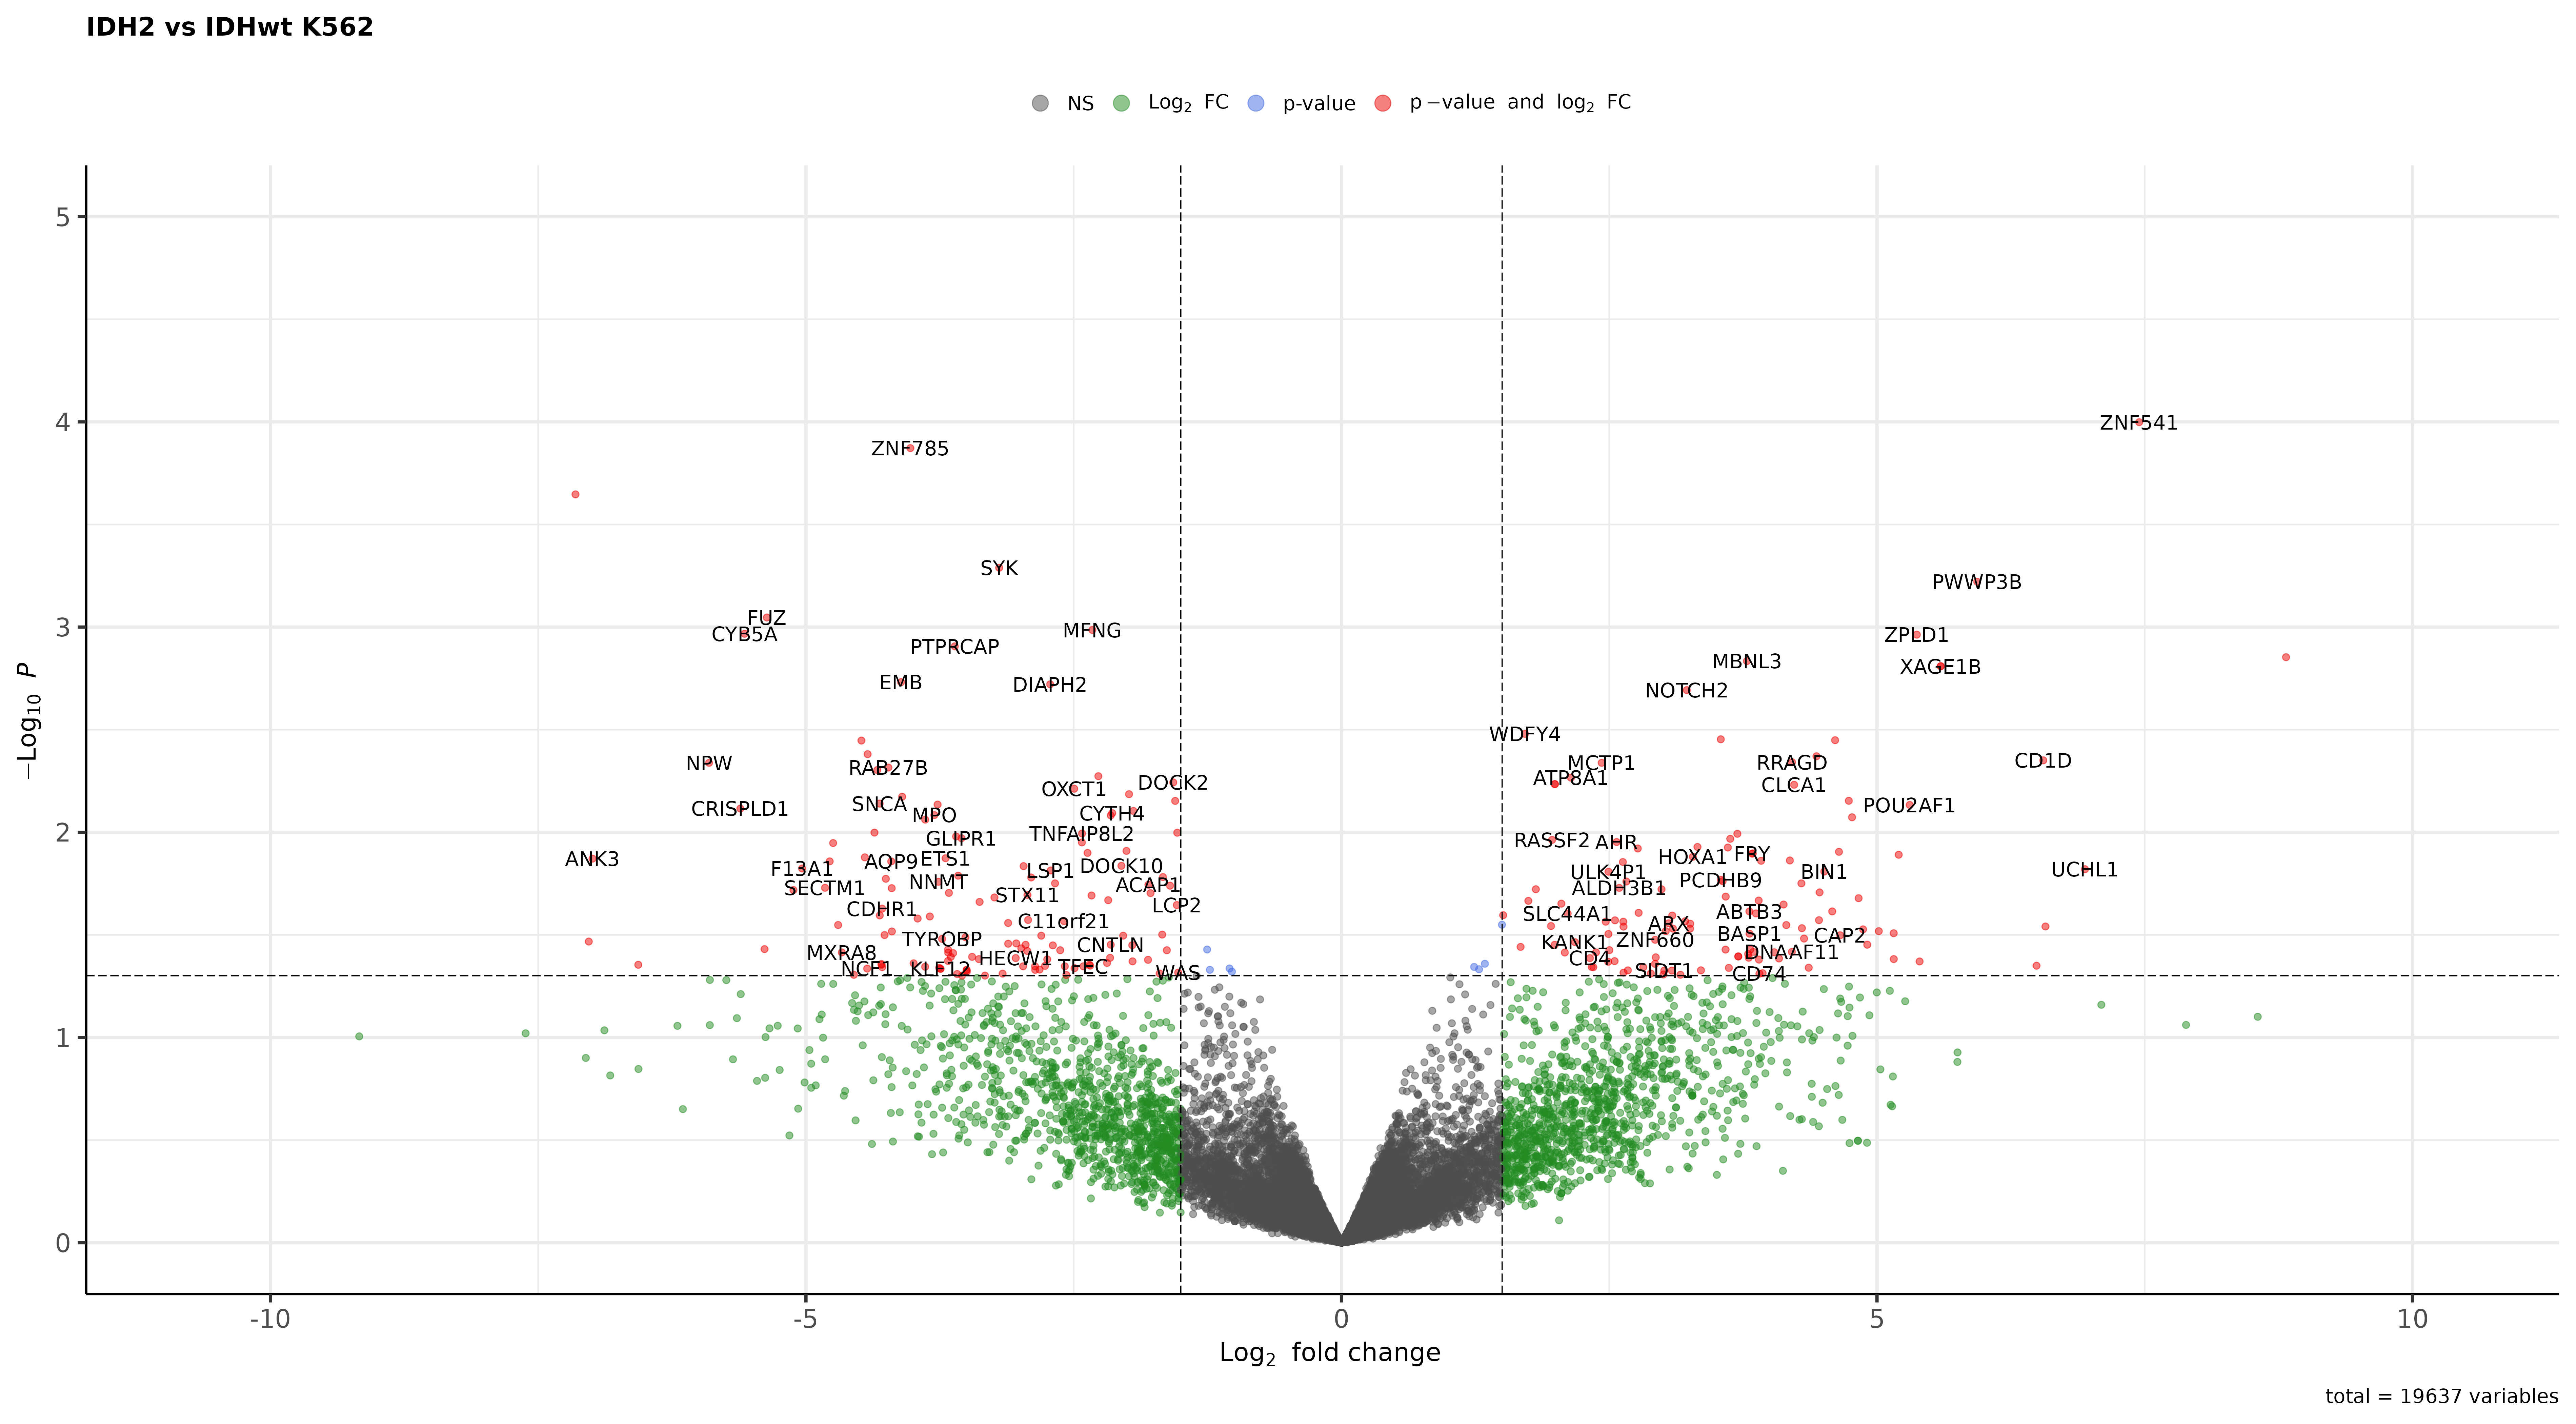 IDH2 vs IDHwt K562
NS Log2 FC p-value p−value and log2 FC
5
4
3
2
1
0
−Log10 P
ZNF541
ZNF785
SYK
PWWP3B
FUZ
CYB5A
MFNG
ZPLD1
PTPRCAP
MBNL3
XAGE1B
EMB
DIAPH2
NOTCH2
WDFY4
NPW
RAB27B
MCTP1
RRAGD
CD1D
ATP8A1
OXCT1
DOCK2
CLCA1
SNCA
CRISPLD1
MPO
CYTH4
POU2AF1
GLIPR1
TNFAIP8L2
RASSF2
AHR
ANK3
AQP9
ETS1
HOXA1
FRY
F13A1
LSP1
DOCK10
ULK4P1
BIN1
UCHL1
SECTM1
NNMT
ACAP1
ALDH3B1
PCDHB9
STX11
CDHR1
LCP2
SLC44A1
ABTB3
C11orf21
ARX
TYROBP
CNTLN
KANK1
ZNF660
BASP1
CAP2
MXRA8
HECW1
CD4
DNAAF11
NCF1
KLF12
TFEC
WAS
SIDT1
CD74
-10 -5 0 5 10
Log2 fold change
total = 19637 variables